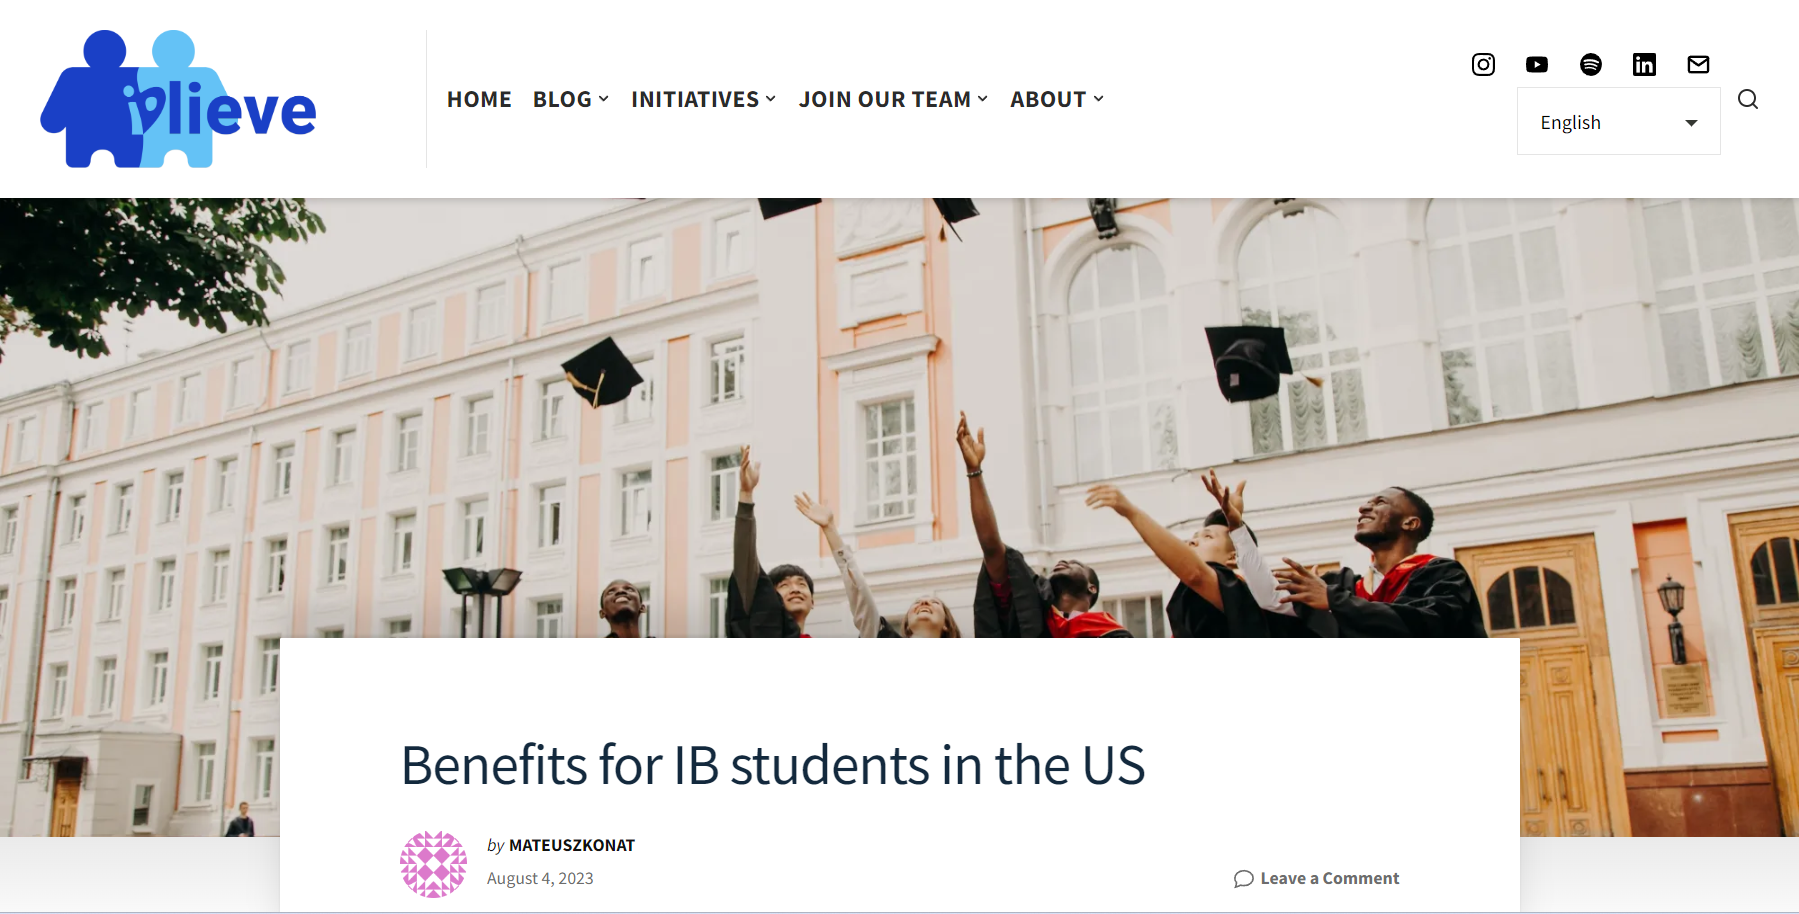 iblieve
HOME BLOG INITIATIVES JOIN OUR TEAM ABOUT
English
Benefits for IB students in the US
by MATEUSZKONAT
August 4, 2023
Leave a Comment